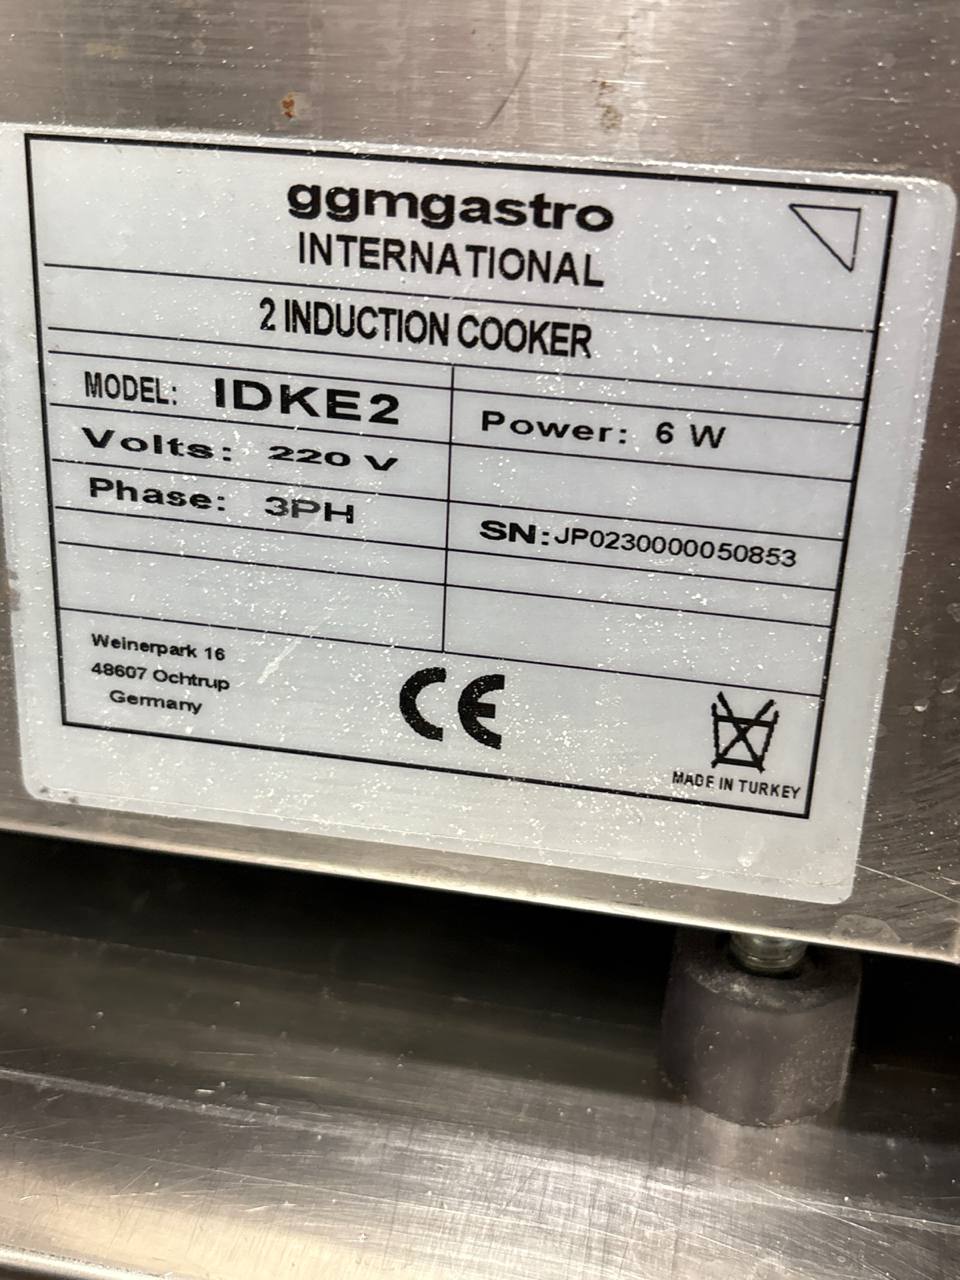 ggmgastro
INTERNATIONAL
2 INDUCTION COOKER
MODEL: IDKE2
Power: 6 W
Volts: 220 V
Phase: 3PH
SN:JP0230000050853
Weinerpark 16
48607 Ochtrup
Germany
CE
MADE IN TURKEY